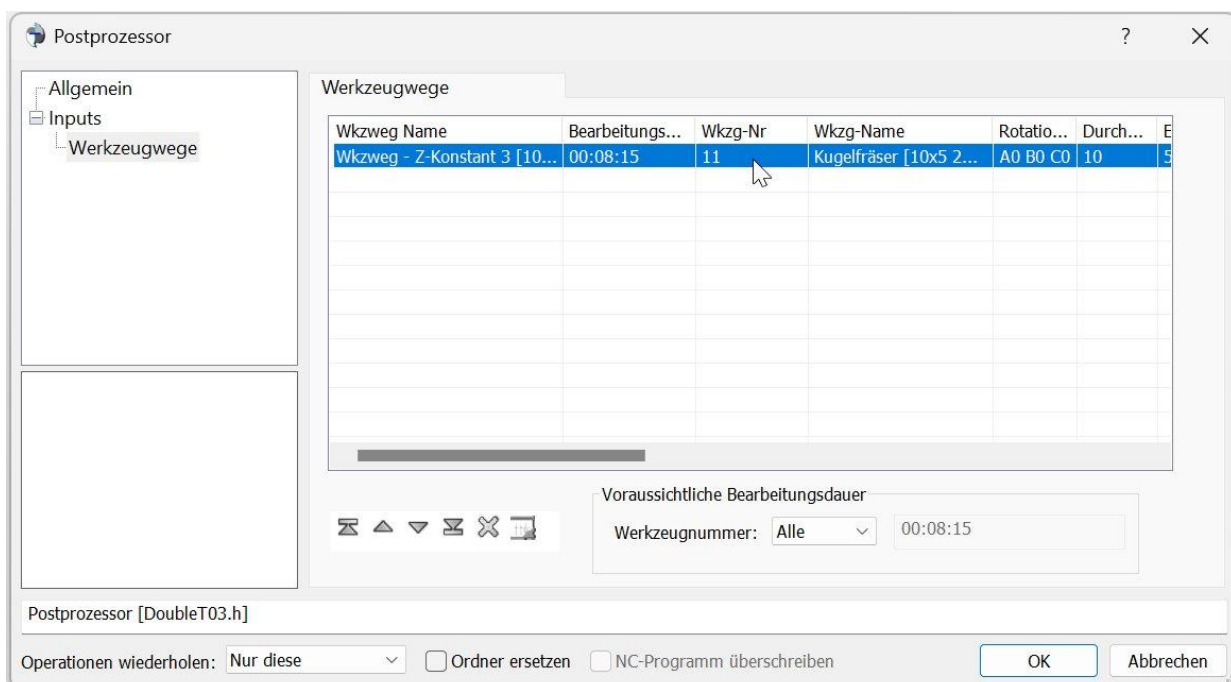 Postprozessor
Allgemein
Inputs
Werkzeugwege
Werkzeugwege
Wkzweg Name Bearbeitungs... Wkzg-Nr Wkzg-Name Rotatio... Durch... E
Wkzweg - Z-Konstant 3 [10... 00:08:15 11 Kugelfräser [10x5 2... A0 B0 C0 10 5
Voraussichtliche Bearbeitungsdauer
Werkzeugnummer: Alle 00:08:15
Postprozessor [DoubleT03.h]
Operationen wiederholen: Nur diese Ordner ersetzen NC-Programm überschreiben OK Abbrechen